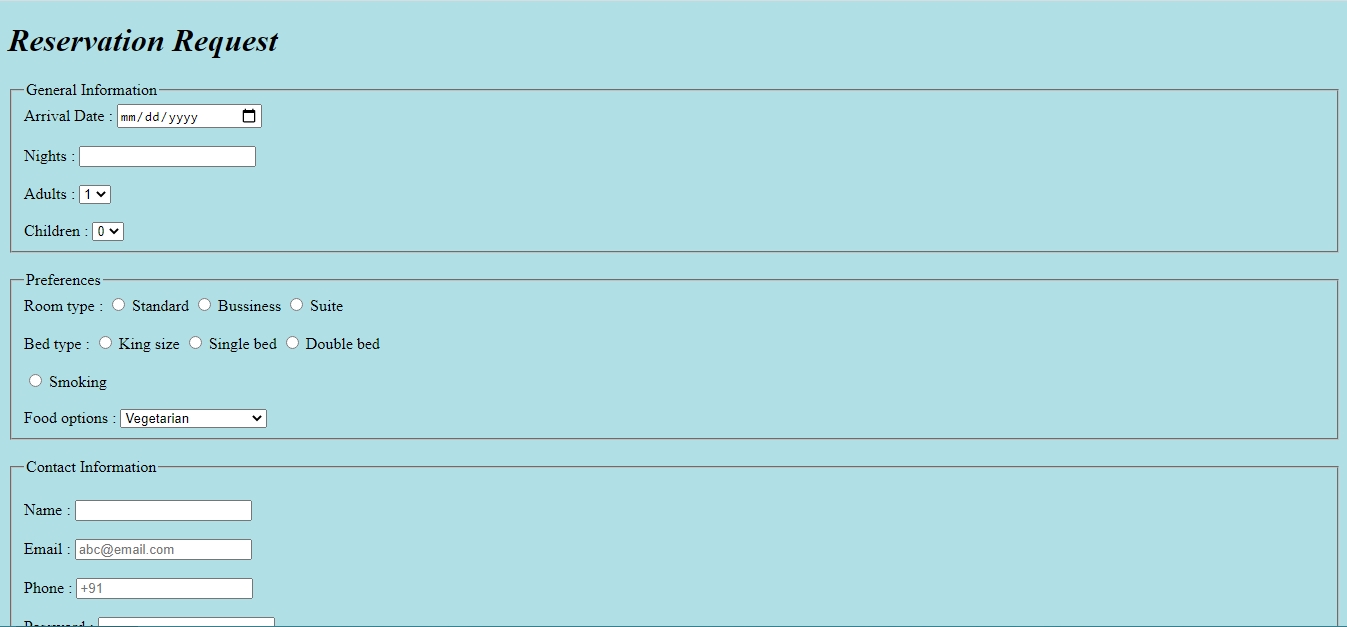 Reservation Request
General Information
Arrival Date : mm/dd/yyyy
Nights :
Adults : 1
Children : 0
Preferences
Room type : Standard Bussiness Suite
Bed type : King size Single bed Double bed
Smoking
Food options : Vegetarian
Contact Information
Name :
Email : abc@email.com
Phone : +91
Password :